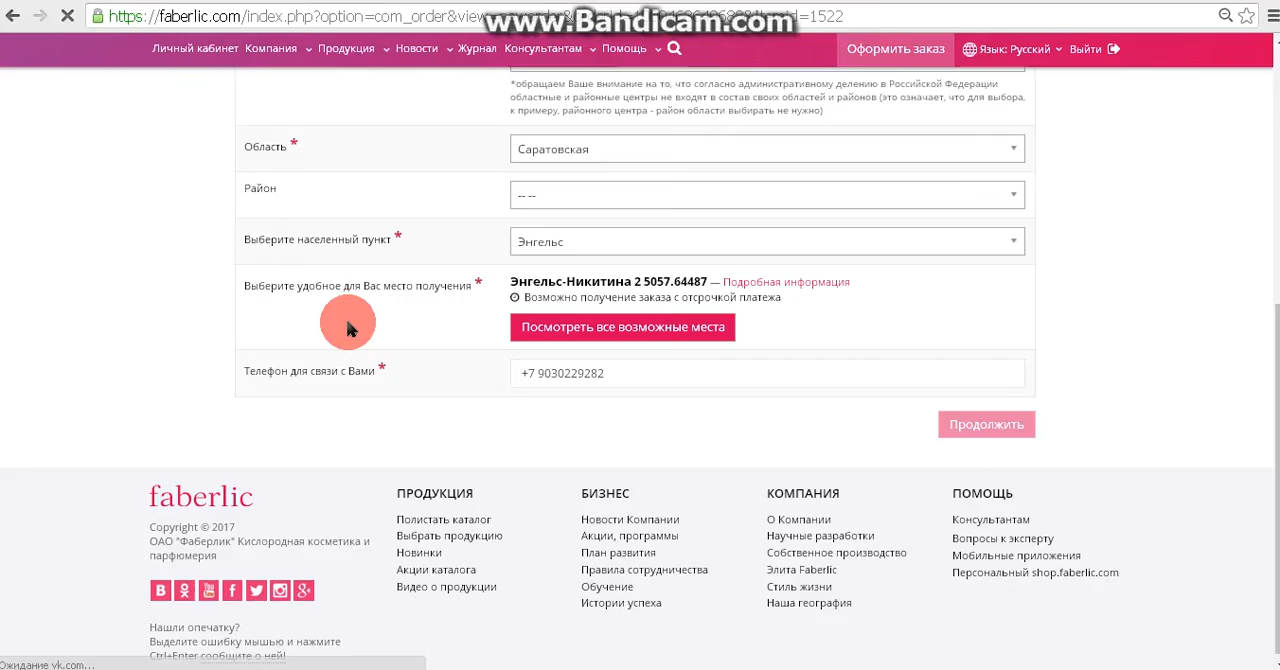 https://faberlic.com/index.php?option=com_order&view
=1522
www.Bandicam.com
Личный кабинет Компания Продукция Новости Журнал Консультантам Помощь Оформить заказ Язык: Русский Выйти
*обращаем Ваше внимание на то, что согласно административному делению в Российской Федерации
областные и районные центры не входят в состав своих областей и районов (это означает, что для выбора,
к примеру, районного центра - район области выбирать не нужно)
Область * Саратовская
Район -- --
Выберите населенный пункт * Энгельс
Выберите удобное для Вас место получения * Энгельс-Никитина 2 5057.64487 — Подробная информация
Возможно получение заказа с отсрочкой платежа
Посмотреть все возможные места
Телефон для связи с Вами * +7 9030229282
Продолжить
faberlic
Copyright © 2017
ОАО "Фаберлик" Кислородная косметика и
парфюмерия
Нашли опечатку?
Выделите ошибку мышью и нажмите
Ctrl+Enter сообщите о ней!
ПРОДУКЦИЯ
Полистать каталог
Выбрать продукцию
Новинки
Акции каталога
Видео о продукции
БИЗНЕС
Новости Компании
Акции, программы
План развития
Правила сотрудничества
Обучение
Истории успеха
КОМПАНИЯ
О Компании
Научные разработки
Собственное производство
Элита Faberlic
Стиль жизни
Наша география
ПОМОЩЬ
Консультантам
Вопросы к эксперту
Мобильные приложения
Персональный shop.faberlic.com
Ожидание vk.com...